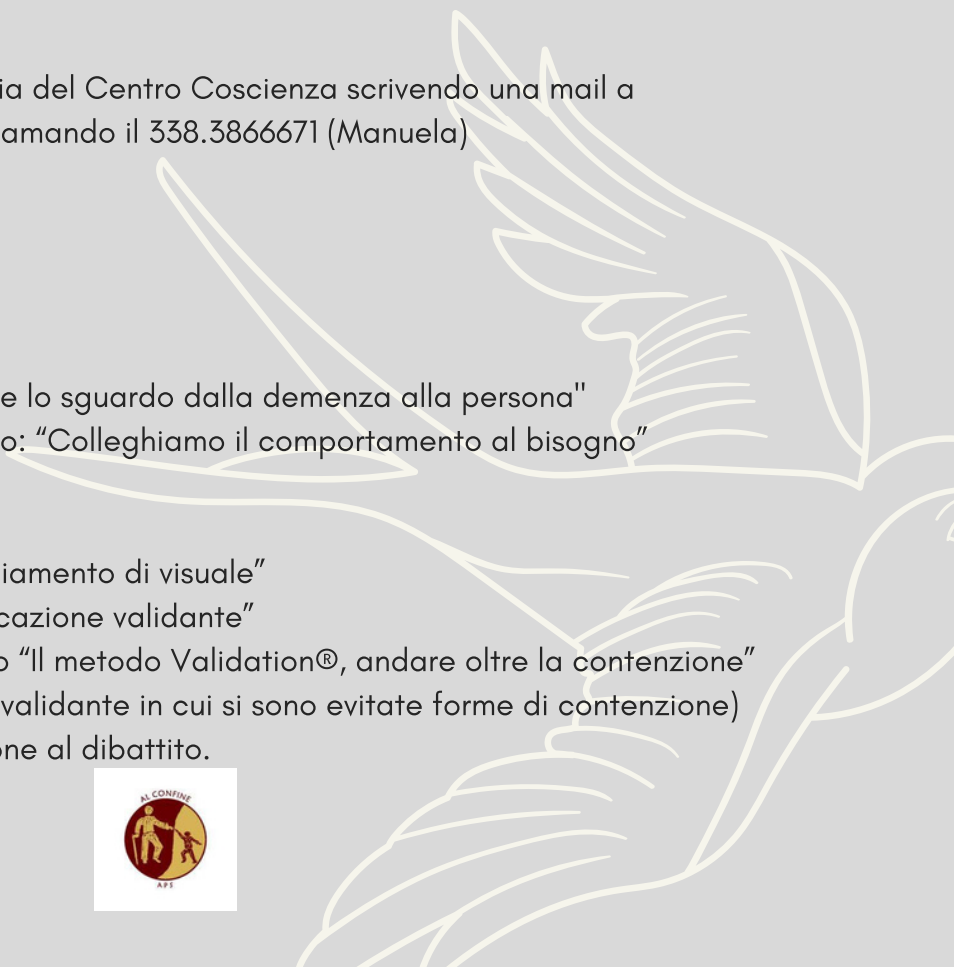 ia del Centro Coscienza scrivendo una mail a
amando il 338.3866671 (Manuela)
e lo sguardo dalla demenza alla persona"
o: “Colleghiamo il comportamento al bisogno”
iamento di visuale”
cazione validante”
o “Il metodo Validation®, andare oltre la contenzione”
validante in cui si sono evitate forme di contenzione)
one al dibattito.
AL CONFINE
APS